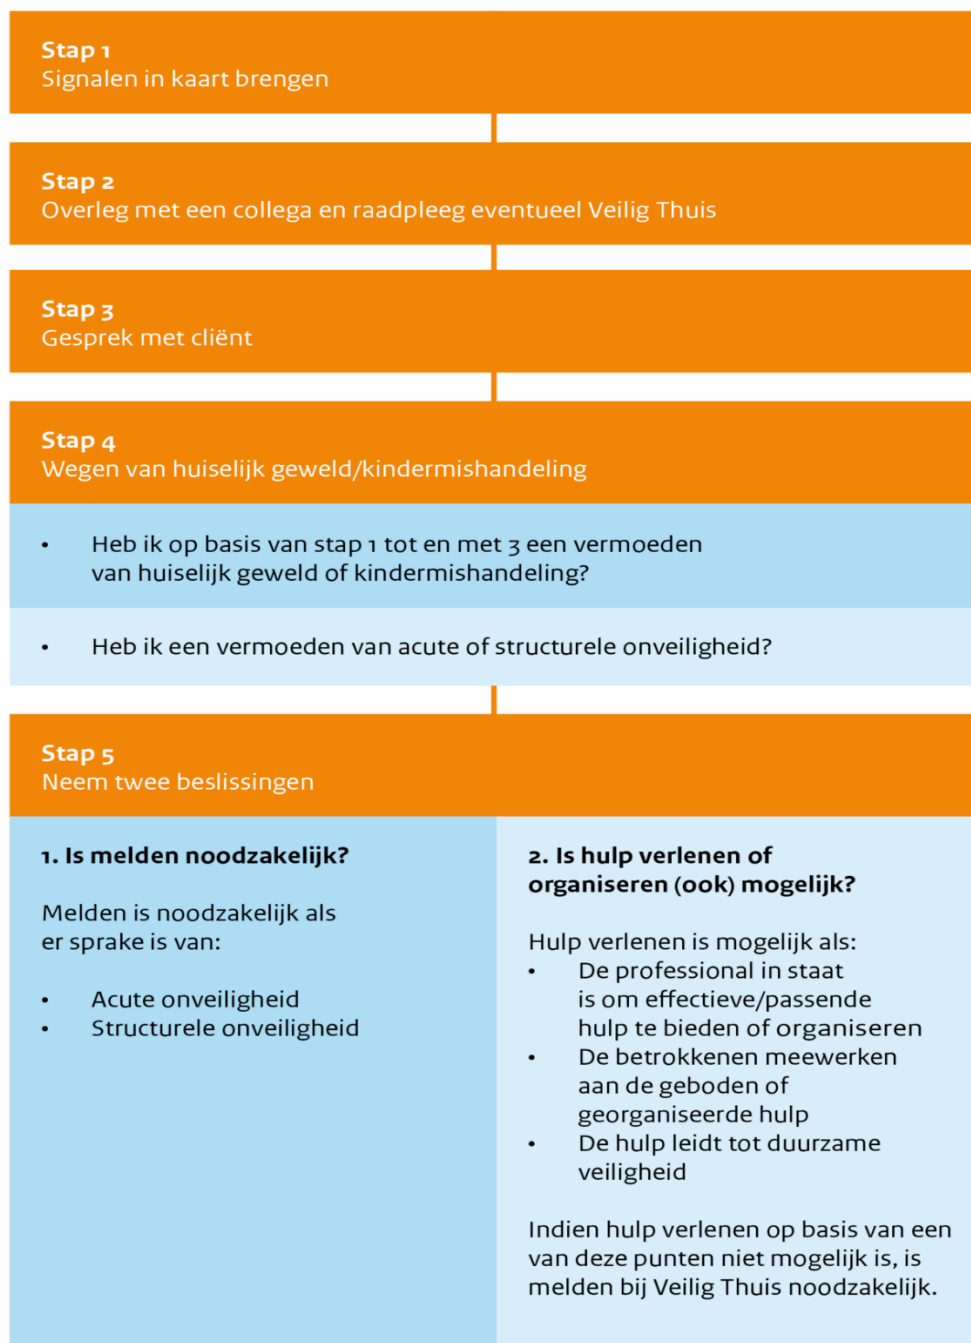 Stap 1
Signalen in kaart brengen
Stap 2
Overleg met een collega en raadpleeg eventueel Veilig Thuis
Stap 3
Gesprek met cliënt
Stap 4
Wegen van huiselijk geweld/kindermishandeling
• Heb ik op basis van stap 1 tot en met 3 een vermoeden
van huiselijk geweld of kindermishandeling?
• Heb ik een vermoeden van acute of structurele onveiligheid?
Stap 5
Neem twee beslissingen
1. Is melden noodzakelijk?
Melden is noodzakelijk als
er sprake is van:
• Acute onveiligheid
• Structurele onveiligheid
2. Is hulp verlenen of
organiseren (ook) mogelijk?
Hulp verlenen is mogelijk als:
• De professional in staat
is om effectieve/passende
hulp te bieden of organiseren
• De betrokkenen meewerken
aan de geboden of
georganiseerde hulp
• De hulp leidt tot duurzame
veiligheid
Indien hulp verlenen op basis van een
van deze punten niet mogelijk is, is
melden bij Veilig Thuis noodzakelijk.